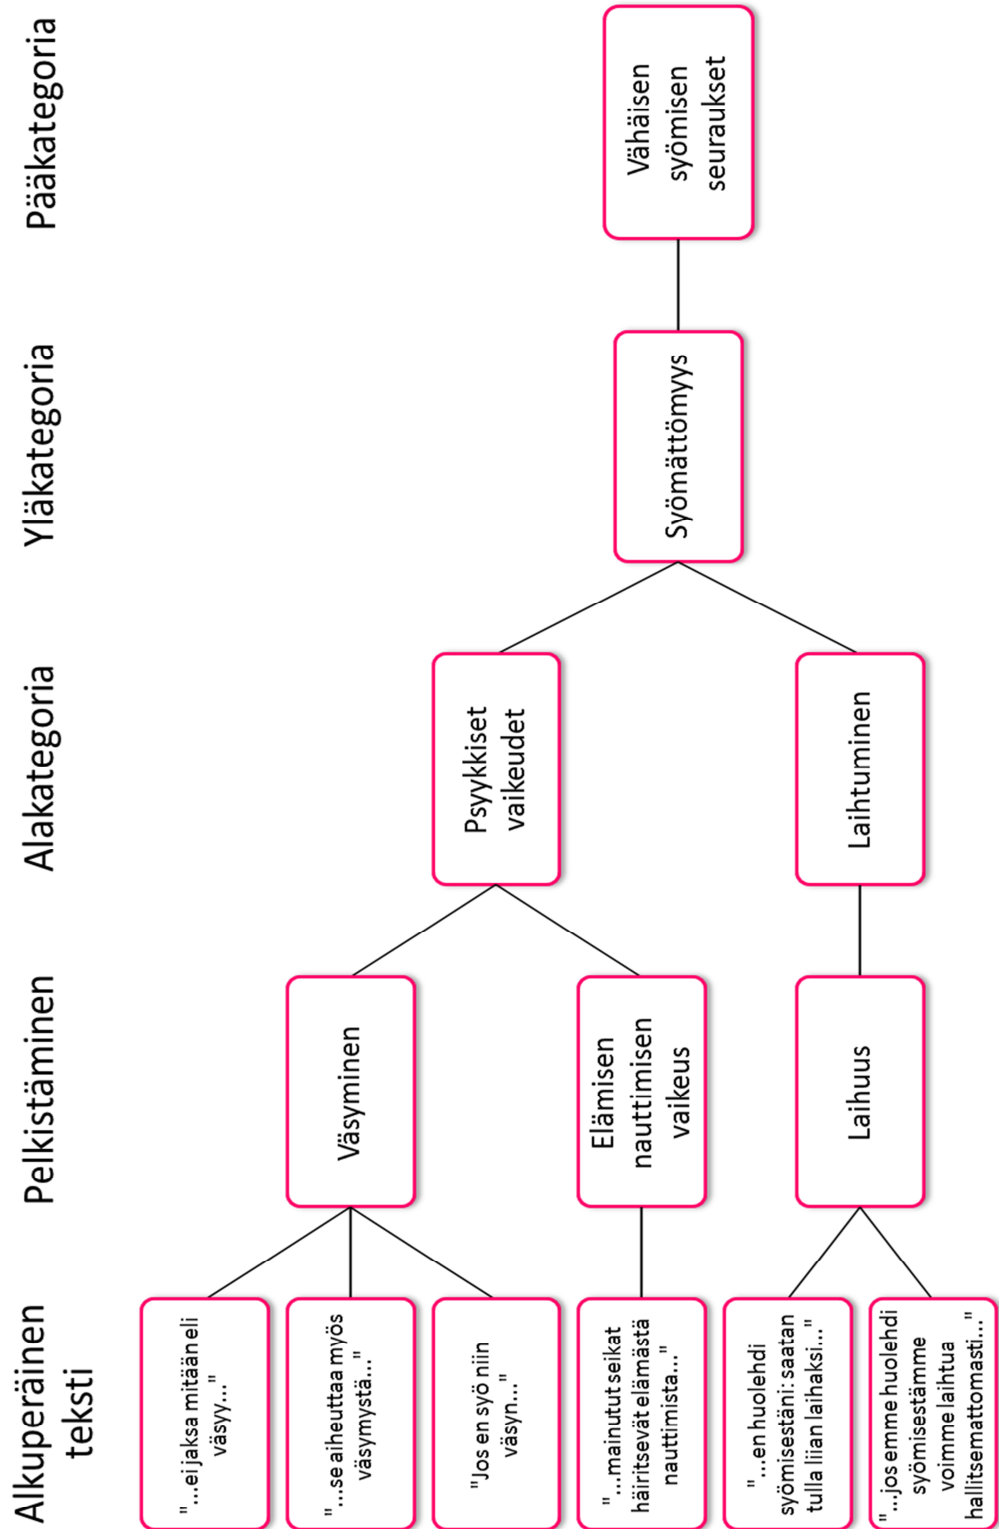 Alkuperäinen
teksti
Pelkistäminen
Alakategoria
Yläkategoria
Pääkategoria
"...ei jaksa mitään eli
väsyy..."
"...se aiheuttaa myös
väsymystä..."
"Jos en syö niin
väsyn..."
"...mainitut seikat
häiritsevät elämästä
nauttimista..."
"...en huolehdi
syömisestäni: saatan
tulla liian laihaksi..."
"...jos emme huolehdi
syömisestämme
voimme laihtua
hallitsemattomasti..."
Väsyminen
Elämisen
nauttimisen
vaikeus
Laihuus
Psyykkiset
vaikeudet
Laihtuminen
Syömättömyys
Vähäisen
syömisen
seuraukset